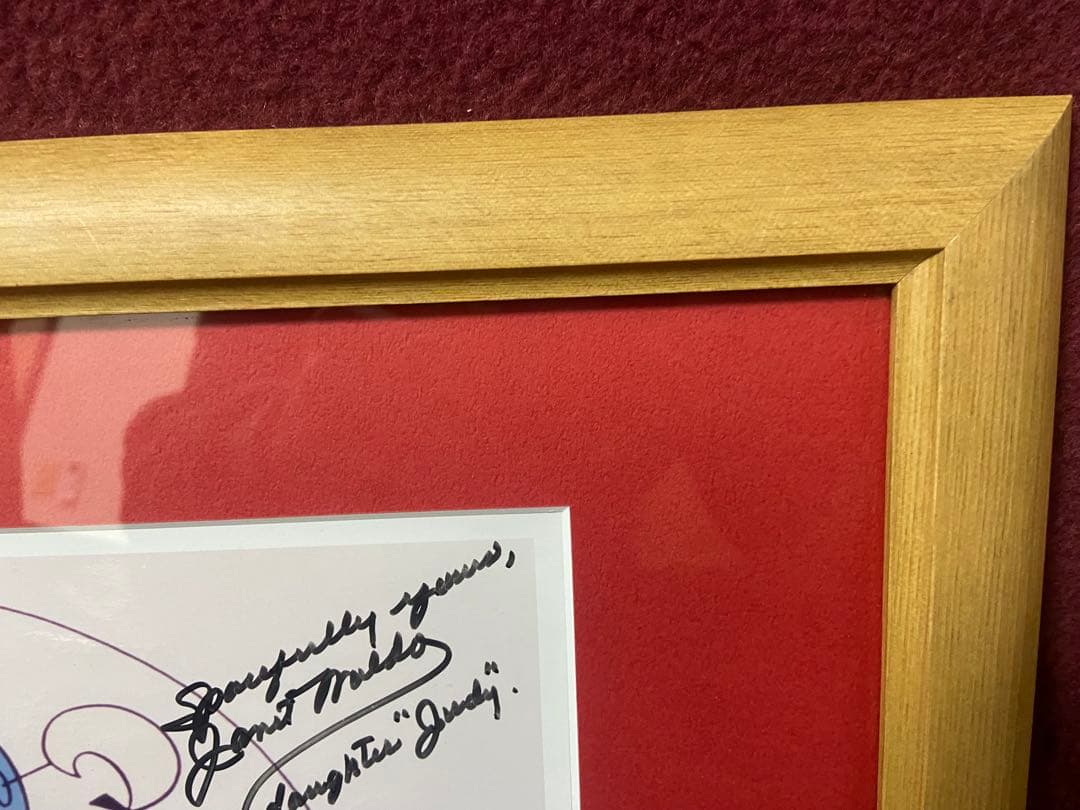 Spacefully yours,
Janet Waldo
daughter "Judy".